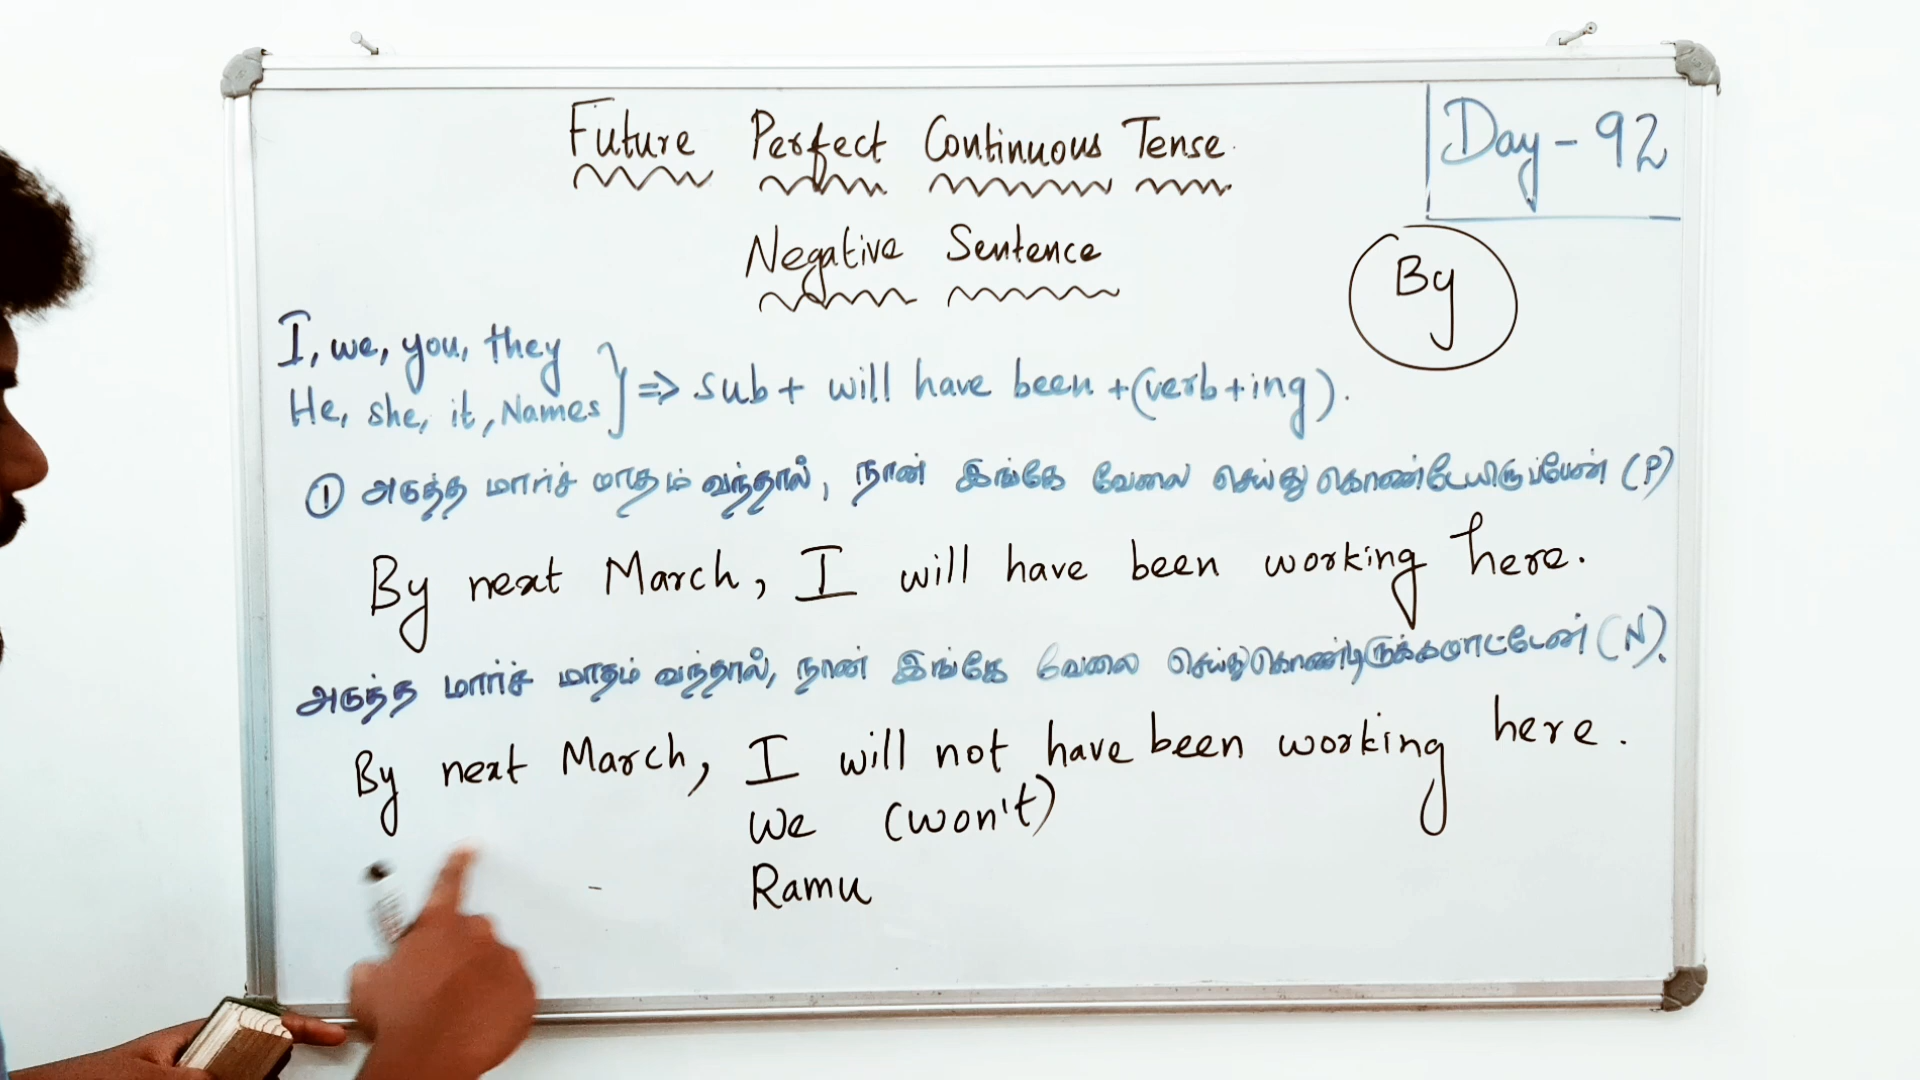 Future Perfect Continuous Tense.
Day - 92
Negative Sentence
By
I, we, you, they
He, she, it, Names } => sub + will have been + (verb+ing).
① அடுத்த மார்ச் மாதம் வந்தால், நான் இங்கே வேலை செய்து கொண்டேயிருப்பேன் (P)
By next March, I will have been working here.
அடுத்த மார்ச் மாதம் வந்தால், நான் இங்கே வேலை செய்துகொண்டிருக்கமாட்டேன் (N).
By next March, I will not have been working here.
We (won't)
Ramu